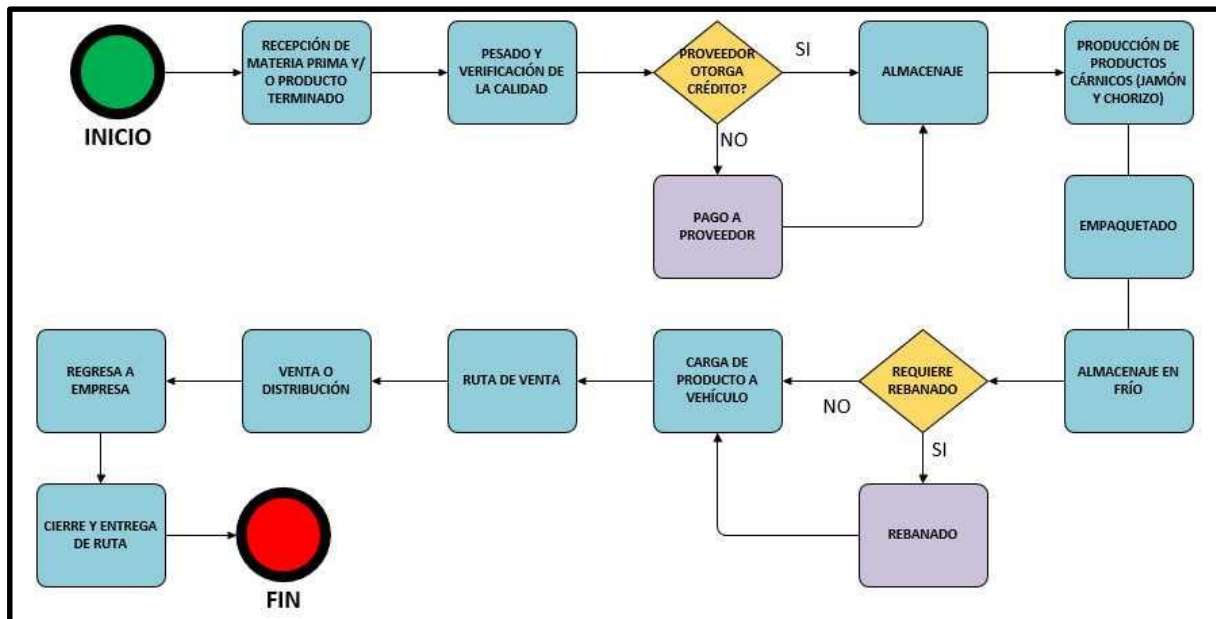 INICIO
RECEPCIÓN DE
MATERIA PRIMA Y/
O PRODUCTO
TERMINADO
PESADO Y
VERIFICACIÓN DE
LA CALIDAD
PROVEEDOR
OTORGA
CRÉDITO?
SI
NO
PAGO A
PROVEEDOR
ALMACENAJE
PRODUCCIÓN DE
PRODUCTOS
CÁRNICOS (JAMÓN
Y CHORIZO)
EMPAQUETADO
ALMACENAJE EN
FRÍO
REQUIERE
REBANADO
NO
SI
REBANADO
CARGA DE
PRODUCTO A
VEHÍCULO
RUTA DE VENTA
VENTA O
DISTRIBUCIÓN
REGRESA A
EMPRESA
CIERRE Y ENTREGA
DE RUTA
FIN